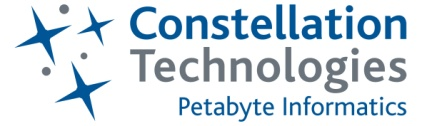 Constellation
Technologies
Petabyte Informatics